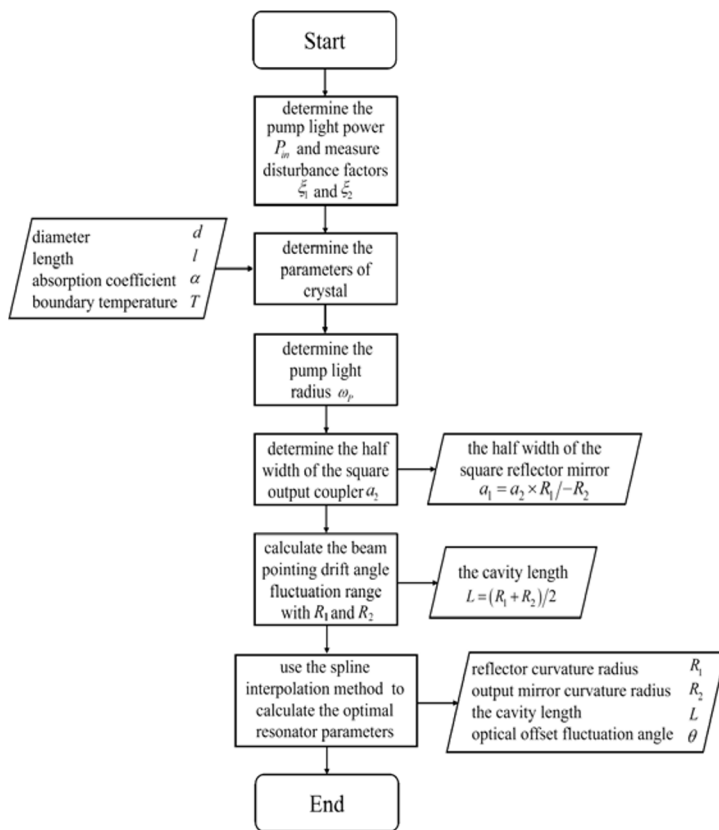 Start
determine the
pump light power
P_in and measure
disturbance factors
ξ₁ and ξ₂
diameter d
length l
absorption coefficient α
boundary temperature T
determine the
parameters of
crystal
determine the
pump light
radius ω_P
determine the half
width of the square
output coupler a₂
the half width of the
square reflector mirror
a₁ = a₂ × R₁/−R₂
calculate the beam
pointing drift angle
fluctuation range
with R₁ and R₂
the cavity length
L = (R₁ + R₂)/2
use the spline
interpolation method to
calculate the optimal
resonator parameters
reflector curvature radius R₁
output mirror curvature radius R₂
the cavity length L
optical offset fluctuation angle θ
End